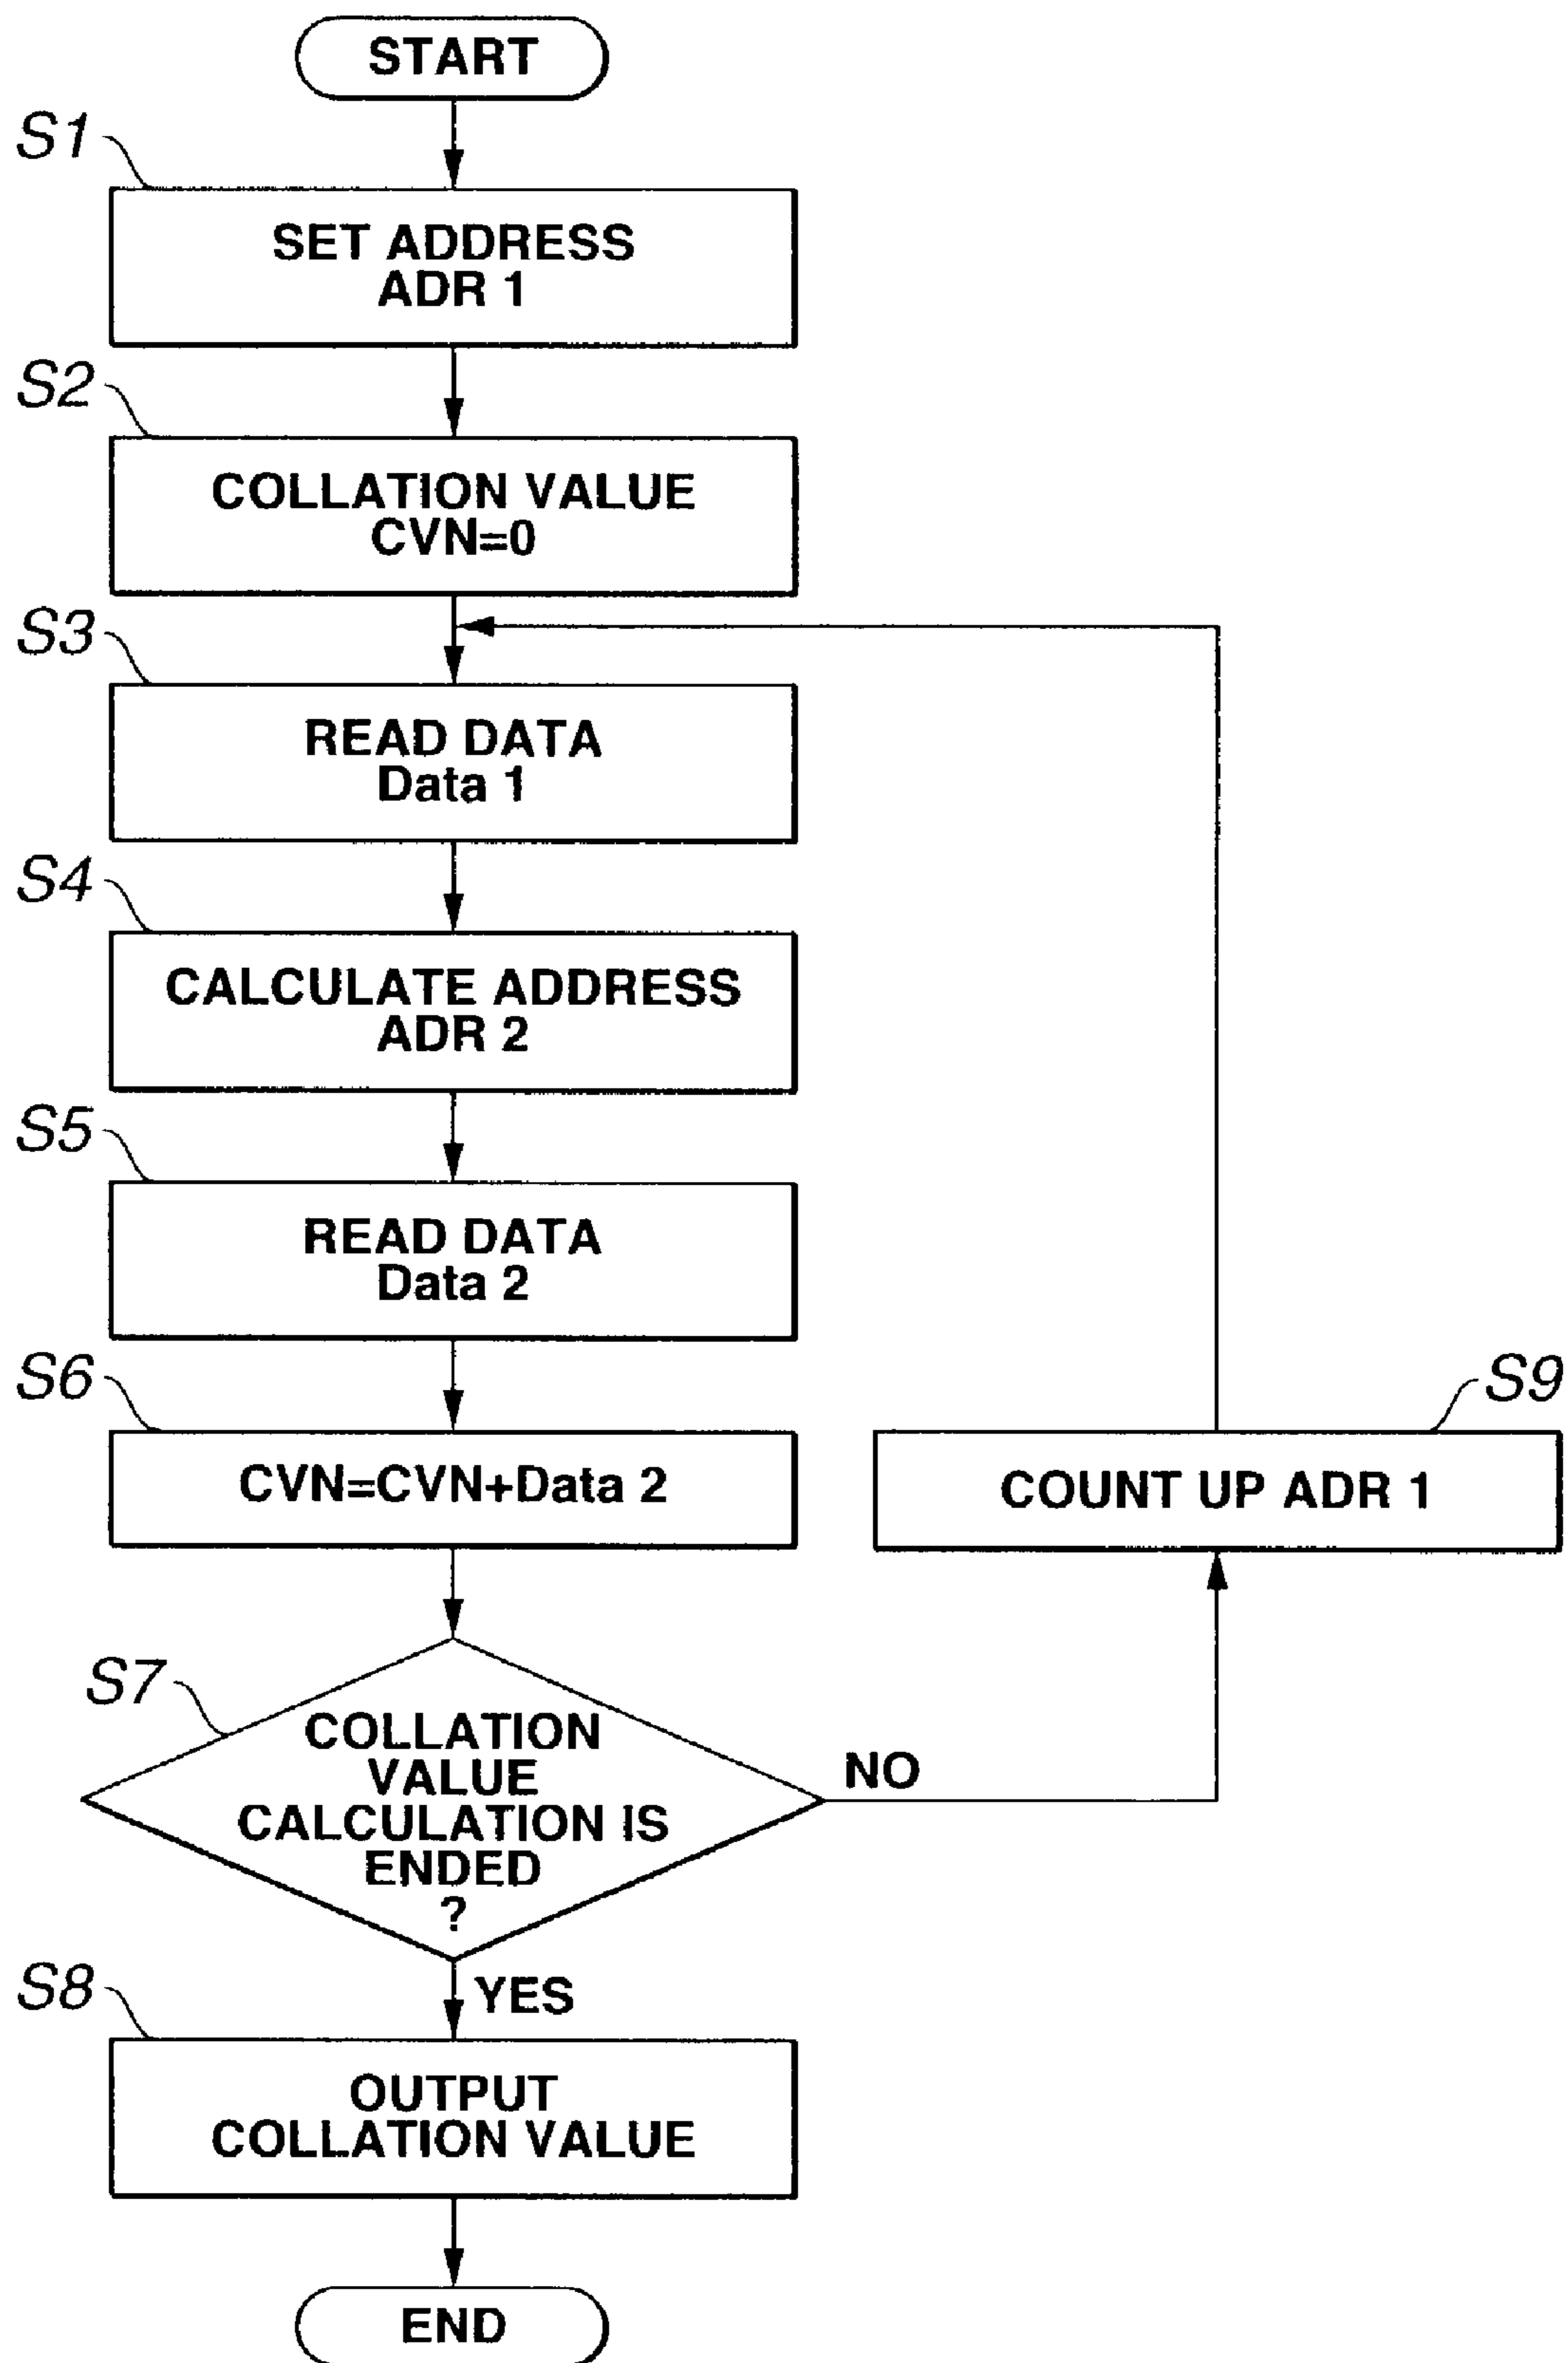 START
S1
SET ADDRESS
ADR 1
S2
COLLATION VALUE
CVN=0
S3
READ DATA
Data 1
S4
CALCULATE ADDRESS
ADR 2
S5
READ DATA
Data 2
S6
CVN=CVN+Data 2
S9
COUNT UP ADR 1
S7
COLLATION
VALUE
CALCULATION IS
ENDED
?
NO
YES
S8
OUTPUT
COLLATION VALUE
END